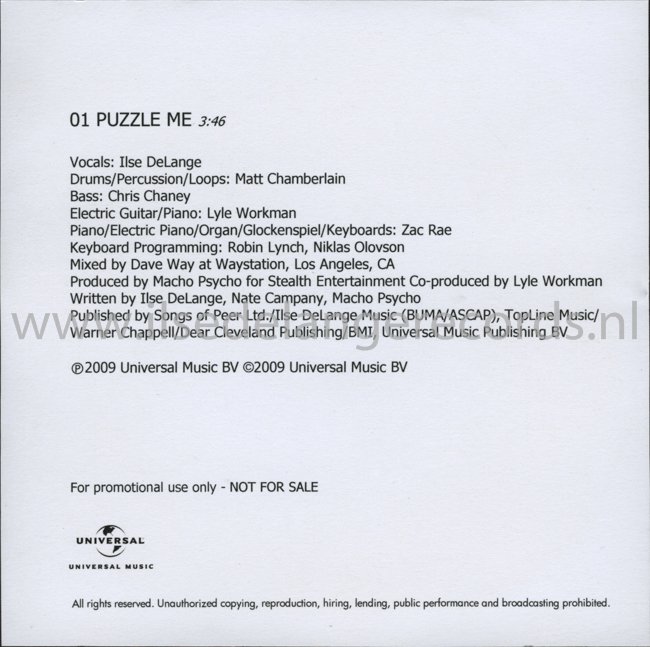 01 PUZZLE ME 3:46
Vocals: Ilse DeLange
Drums/Percussion/Loops: Matt Chamberlain
Bass: Chris Chaney
Electric Guitar/Piano: Lyle Workman
Piano/Electric Piano/Organ/Glockenspiel/Keyboards: Zac Rae
Keyboard Programming: Robin Lynch, Niklas Olovson
Mixed by Dave Way at Waystation, Los Angeles, CA
Produced by Macho Psycho for Stealth Entertainment Co-produced by Lyle Workman
Written by Ilse DeLange, Nate Campany, Macho Psycho
Published by Songs of Peer Ltd./Ilse DeLange Music (BUMA/ASCAP), TopLine Music/
www.ilsedelangerecords.nl
Warner Chappell/Dear Cleveland Publishing/BMI, Universal Music Publishing BV
℗2009 Universal Music BV ©2009 Universal Music BV
For promotional use only - NOT FOR SALE
UNIVERSAL
UNIVERSAL MUSIC
All rights reserved. Unauthorized copying, reproduction, hiring, lending, public performance and broadcasting prohibited.